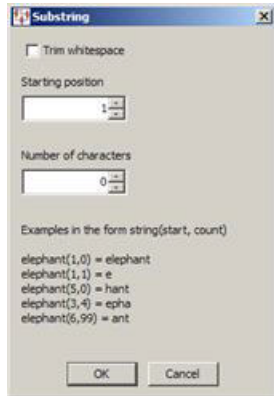 Substring
Trim whitespace
Starting position
1
Number of characters
0
Examples in the form string(start, count)
elephant(1,0) = elephant
elephant(1,1) = e
elephant(5,0) = hant
elephant(3,4) = epha
elephant(6,99) = ant
OK
Cancel